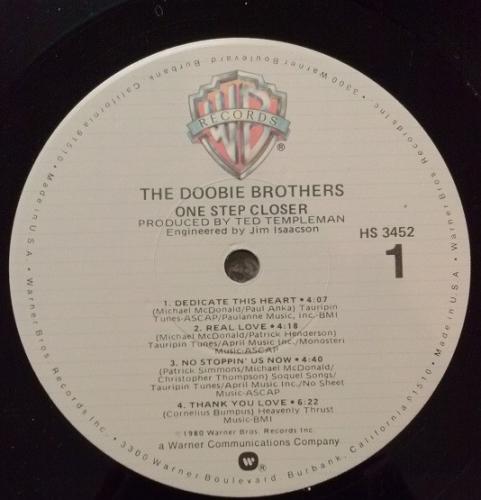 WB
RECORDS
®
THE DOOBIE BROTHERS
ONE STEP CLOSER
PRODUCED BY TED TEMPLEMAN
Engineered by Jim Isaacson
HS 3452
1
1. DEDICATE THIS HEART • 4:07
(Michael McDonald/Paul Anka) Tauripin
Tunes-ASCAP/Paulanne Music, Inc.-BMI
2. REAL LOVE • 4:18
(Michael McDonald/Patrick Henderson)
Tauripin Tunes/April Music Inc./Monosteri
Music-ASCAP
3. NO STOPPIN' US NOW • 4:40
(Patrick Simmons/Michael McDonald/
Christopher Thompson) Soquel Songs/
Tauripin Tunes/April Music Inc./No Sheet
Music-ASCAP
4. THANK YOU LOVE • 6:22
(Cornelius Bumpus) Heavenly Thrust
Music-BMI
©1980 Warner Bros. Records Inc.
a Warner Communications Company
W®
Warner Bros. Records Inc. • 3300 Warner Boulevard, Burbank, California 91510 • Made in U.S.A. •
Warner Bros. Records Inc. • 3300 Warner Boulevard, Burbank, California 91510 • Made in U.S.A. •